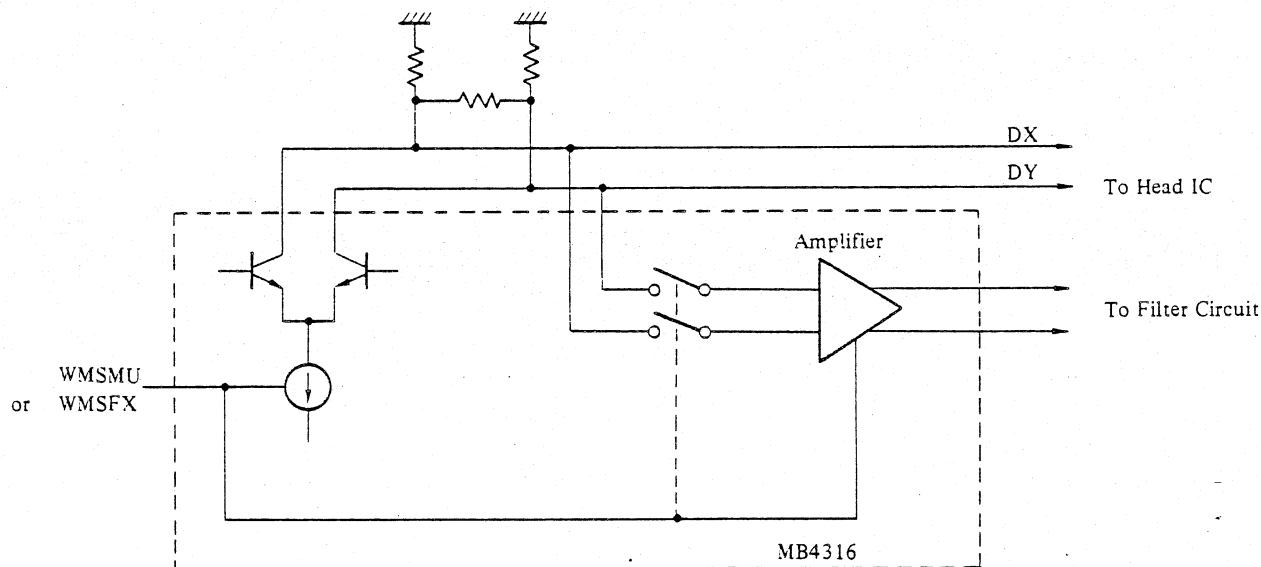 DX
DY
To Head IC
Amplifier
To Filter Circuit
WMSMU
or WMSFX
MB4316